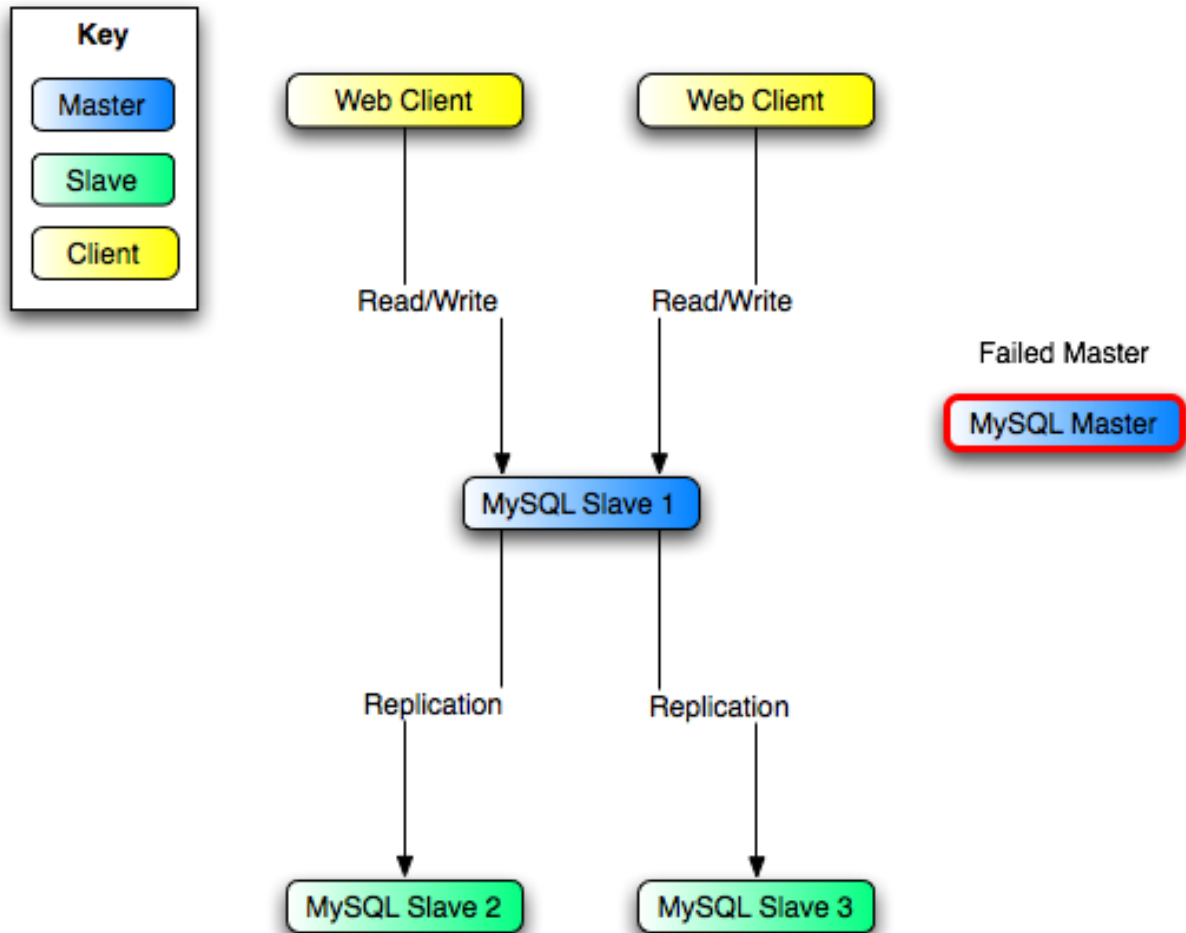 Key
Master
Slave
Client
Web Client
Web Client
Read/Write
Read/Write
Failed Master
MySQL Master
MySQL Slave 1
Replication
Replication
MySQL Slave 2
MySQL Slave 3